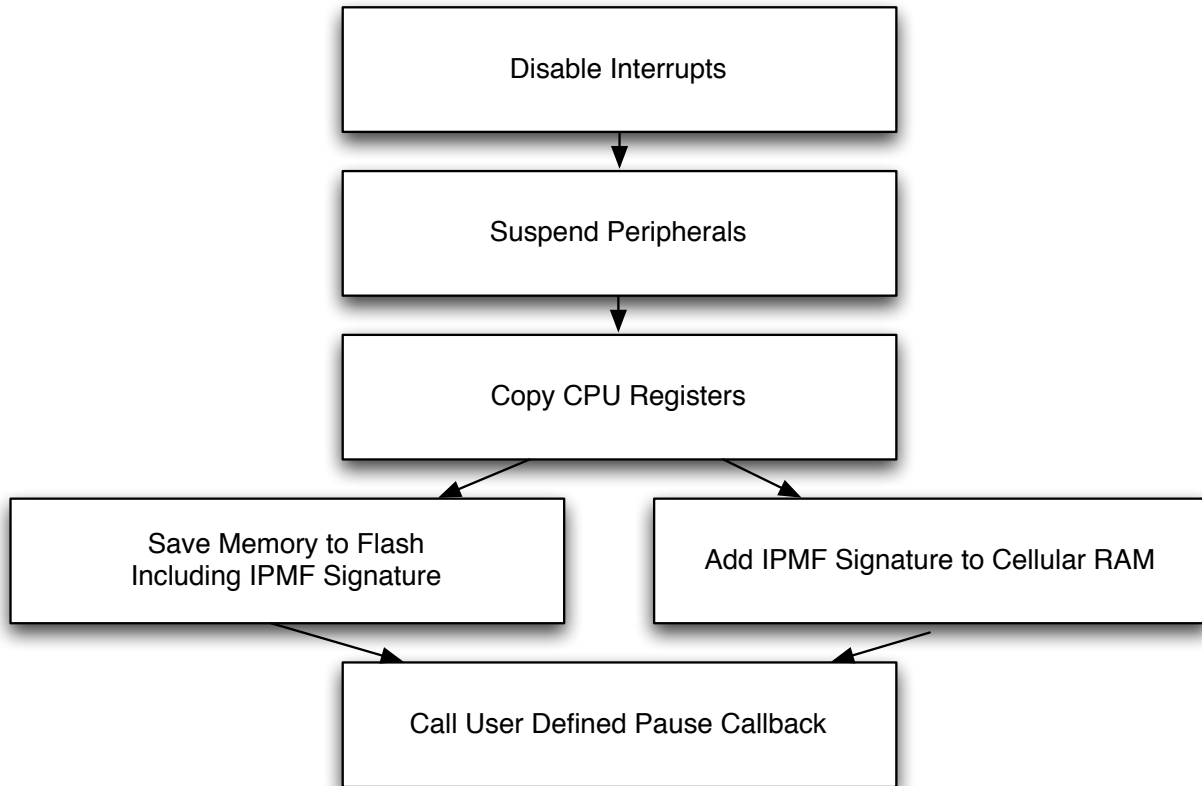 Disable Interrupts
Suspend Peripherals
Copy CPU Registers
Save Memory to Flash
Including IPMF Signature
Add IPMF Signature to Cellular RAM
Call User Defined Pause Callback